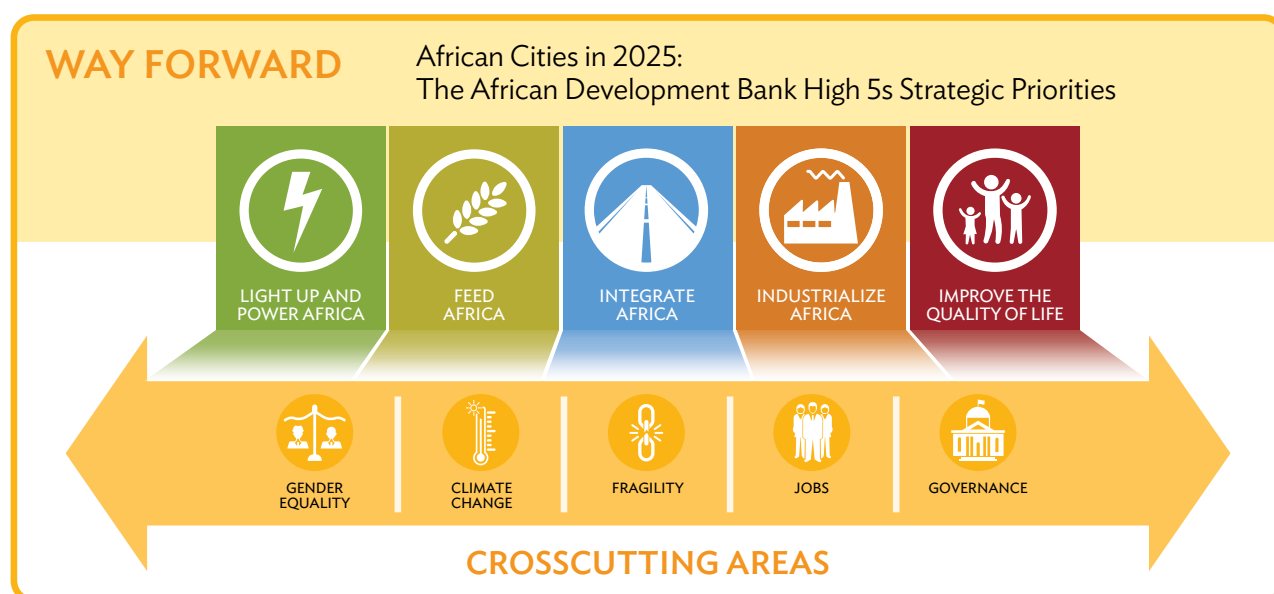 WAY FORWARD
African Cities in 2025:
The African Development Bank High 5s Strategic Priorities
LIGHT UP AND
POWER AFRICA
FEED
AFRICA
INTEGRATE
AFRICA
INDUSTRIALIZE
AFRICA
IMPROVE THE
QUALITY OF LIFE
GENDER
EQUALITY
CLIMATE
CHANGE
FRAGILITY
JOBS
GOVERNANCE
CROSSCUTTING AREAS